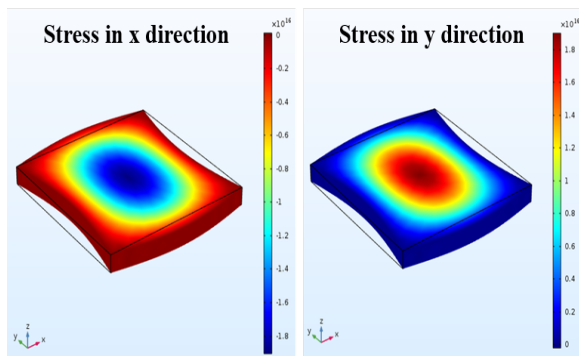 Stress in x direction
×10¹⁶
0
-0.2
-0.4
-0.6
-0.8
-1
-1.2
-1.4
-1.6
-1.8
z
y
x
Stress in y direction
×10¹⁶
1.8
1.6
1.4
1.2
1
0.8
0.6
0.4
0.2
0
z
y
x